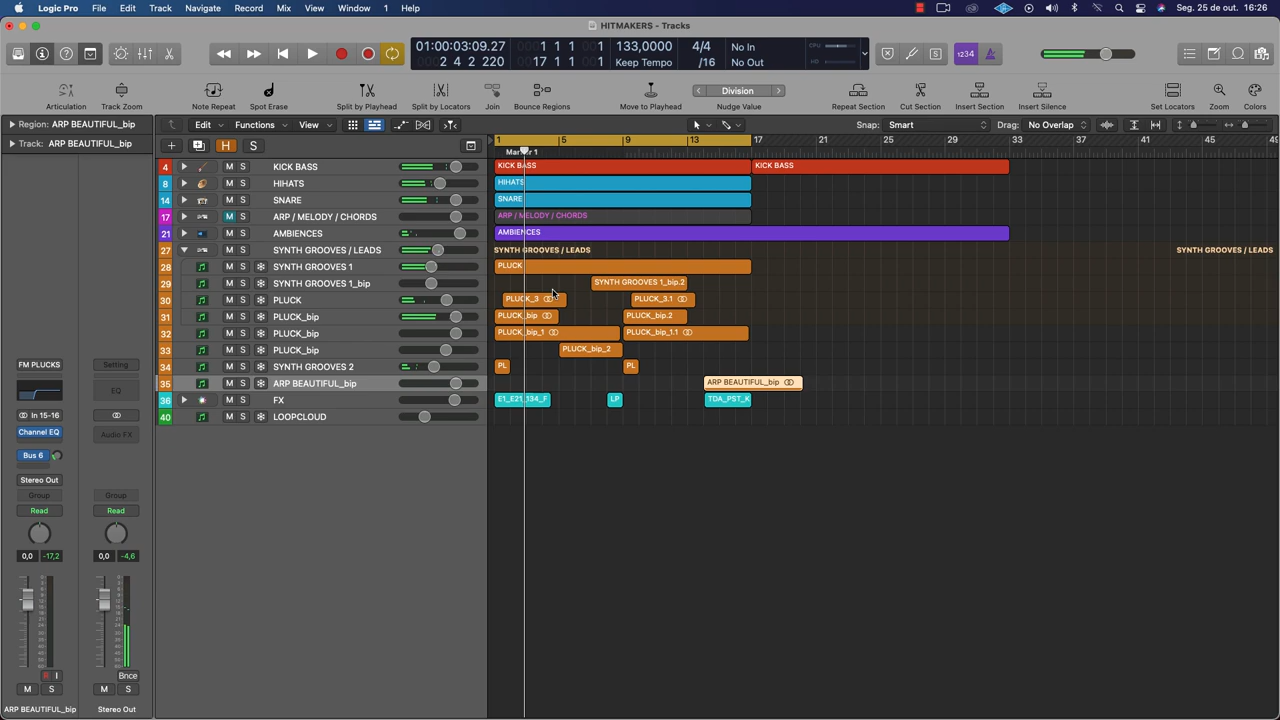 Logic Pro File Edit Track Navigate Record Mix View Window 1 Help Seg. 25 de out. 16:26
HITMAKERS - Tracks
01:00:03:09.27 1 1 1 1 133,0000 4/4 No In CPU
2 4 2 220 17 1 1 1 Keep Tempo /16 No Out HD
1234
Articulation Track Zoom Note Repeat Spot Erase Split by Playhead Split by Locators Join Bounce Regions Move to Playhead Division Nudge Value Repeat Section Cut Section Insert Section Insert Silence Set Locators Zoom Colors
Region: ARP BEAUTIFUL_bip Edit Functions View Snap: Smart Drag: No Overlap
Track: ARP BEAUTIFUL_bip H S 1 5 9 13 17 21 25 29 33 37 41 45 49
4 M S KICK BASS KICK BASS KICK BASS
8 M S HIHATS HIHATS
14 M S SNARE SNARE
17 M S ARP / MELODY / CHORDS ARP / MELODY / CHORDS
21 M S AMBIENCES AMBIENCES
27 M S SYNTH GROOVES / LEADS SYNTH GROOVES / LEADS SYNTH GROOVES / LEADS
28 M S SYNTH GROOVES 1 PLUCK
29 M S SYNTH GROOVES 1_bip SYNTH GROOVES 1_bip.2
30 M S PLUCK PLUCK_3 PLUCK_3.1
31 M S PLUCK_bip PLUCK_bip PLUCK_bip.2
32 M S PLUCK_bip PLUCK_bip_1 PLUCK_bip_1.1
33 M S PLUCK_bip PLUCK_bip_2
34 M S SYNTH GROOVES 2 PL PL
35 M S ARP BEAUTIFUL_bip ARP BEAUTIFUL_bip
36 M S FX E1_E21_134_F LP TDA_PST_K
40 M S LOOPCLOUD
FM PLUCKS Setting
EQ
In 15-16
Channel EQ Audio FX
Bus 6
Stereo Out
Group Group
Read Read
0,0 -17,2 0,0 -4,6
R I Bnce
M S M S
ARP BEAUTIFUL_bip Stereo Out